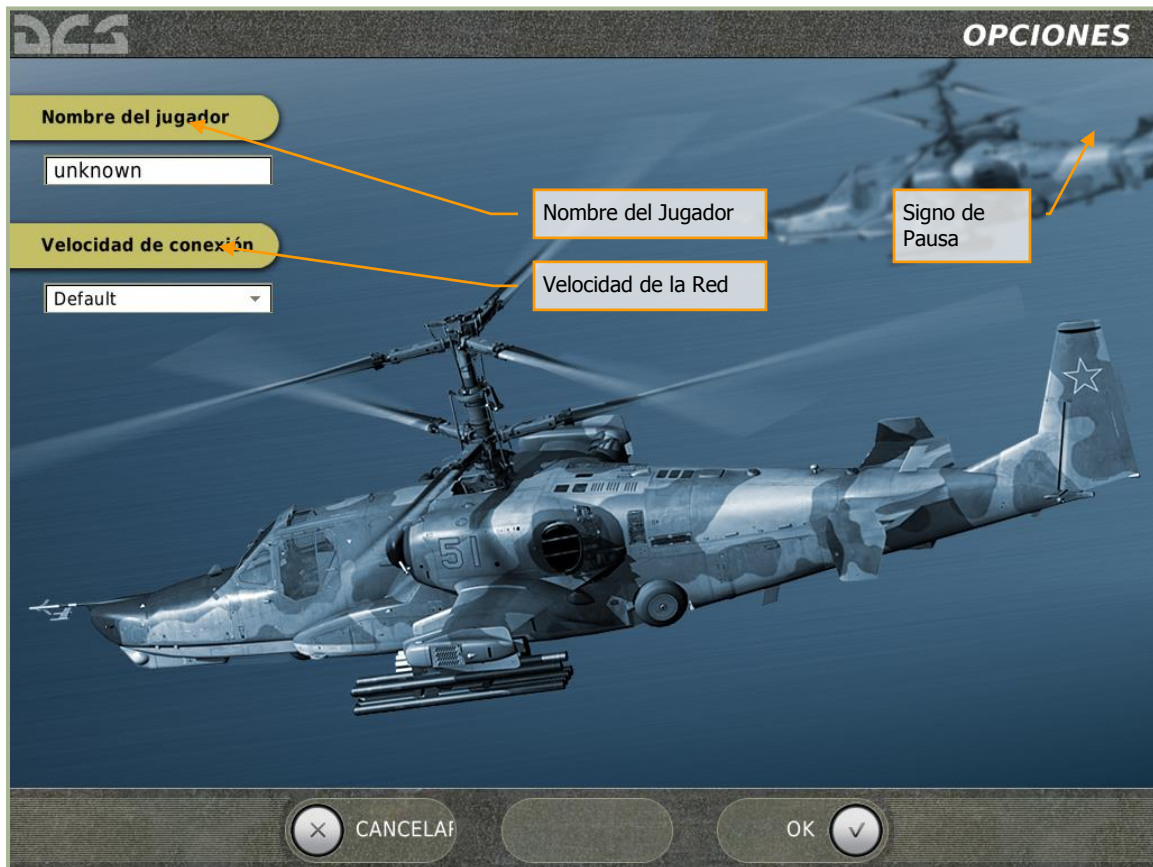 DCS
OPCIONES
Nombre del jugador
unknown
Nombre del Jugador
Signo de
Pausa
Velocidad de conexión
Velocidad de la Red
Default
51
CANCELAR
OK